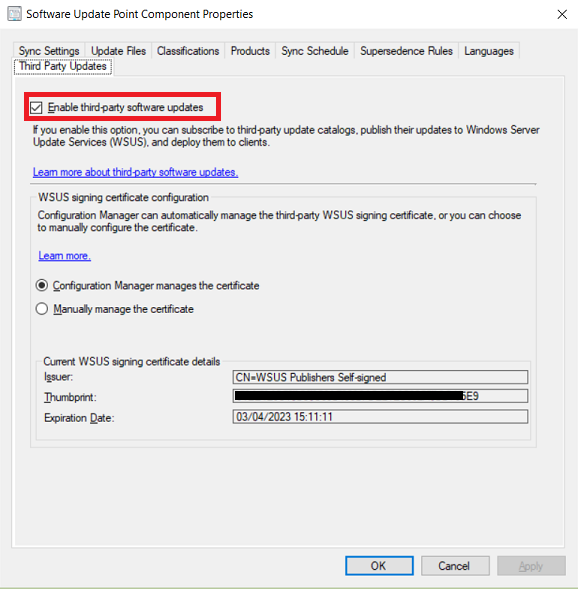 Software Update Point Component Properties
Sync Settings Update Files Classifications Products Sync Schedule Supersedence Rules Languages
Third Party Updates
Enable third-party software updates
If you enable this option, you can subscribe to third-party update catalogs, publish their updates to Windows Server
Update Services (WSUS), and deploy them to clients.
Learn more about third-party software updates.
WSUS signing certificate configuration
Configuration Manager can automatically manage the third-party WSUS signing certificate, or you can choose
to manually configure the certificate.
Learn more.
Configuration Manager manages the certificate
Manually manage the certificate
Current WSUS signing certificate details
Issuer: CN=WSUS Publishers Self-signed
Thumbprint: 6E9
Expiration Date: 03/04/2023 15:11:11
OK Cancel Apply